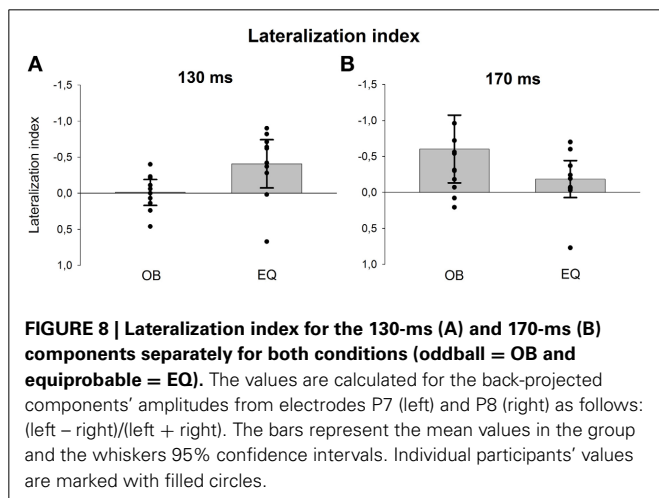 Lateralization index
A
B
130 ms
170 ms
Lateralization index
-1,5
-1,0
-0,5
0,0
0,5
1,0
OB
EQ
-1,5
-1,0
-0,5
0,0
0,5
1,0
OB
EQ
FIGURE 8 | Lateralization index for the 130-ms (A) and 170-ms (B)
components separately for both conditions (oddball = OB and
equiprobable = EQ). The values are calculated for the back-projected
components’ amplitudes from electrodes P7 (left) and P8 (right) as follows:
(left – right)/(left + right). The bars represent the mean values in the group
and the whiskers 95% confidence intervals. Individual participants’ values
are marked with filled circles.